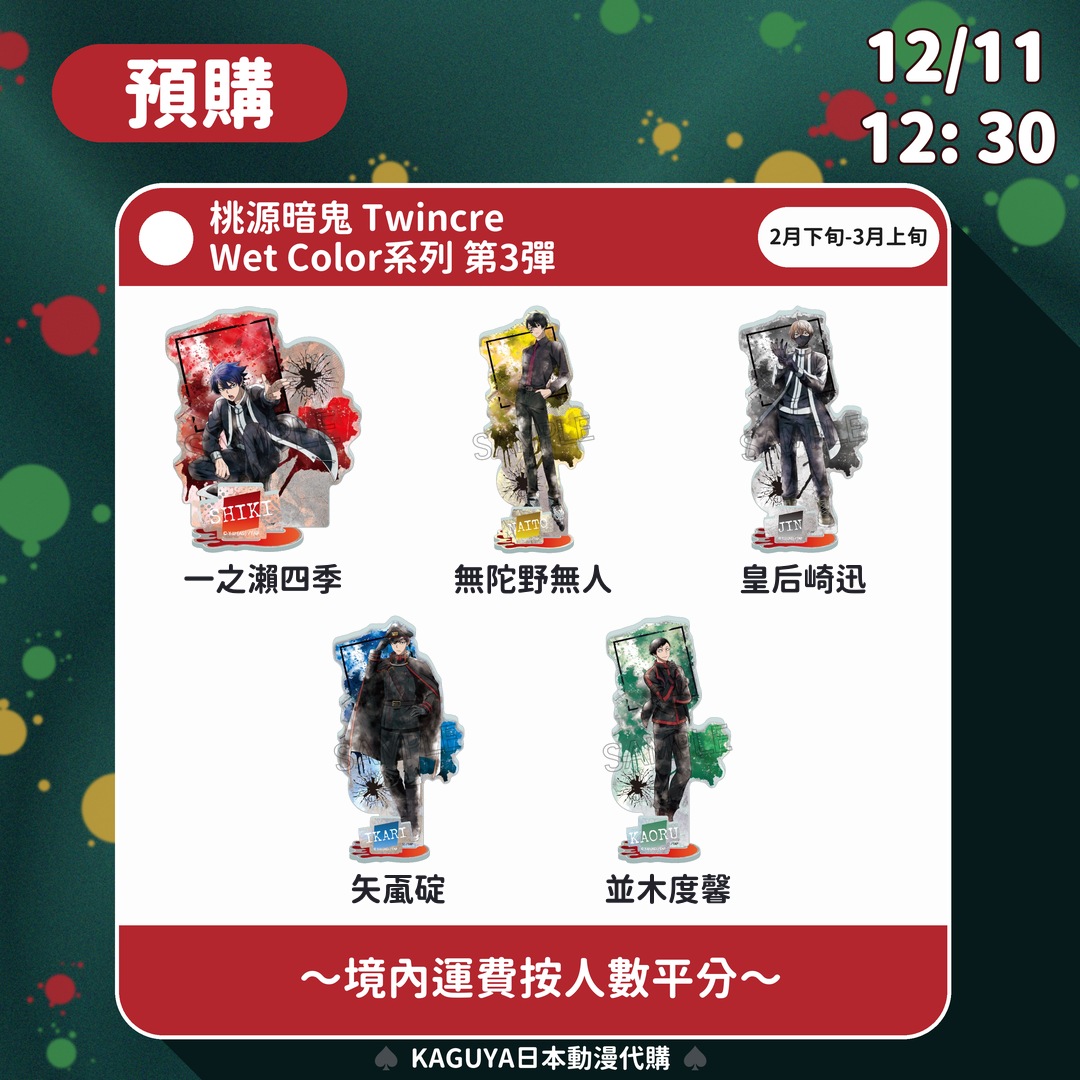 預購
12/11
12: 30
桃源暗鬼 Twincre
Wet Color系列 第3彈
2月下旬-3月上旬
SHIKI
SAMPLE
NAITO
SAMPLE
JIN
一之瀨四季
無陀野無人
皇后崎迅
SAMPLE
IKARI
SAMPLE
KAORU
矢颪碇
並木度馨
～境內運費按人數平分～
♠ KAGUYA日本動漫代購 ♠